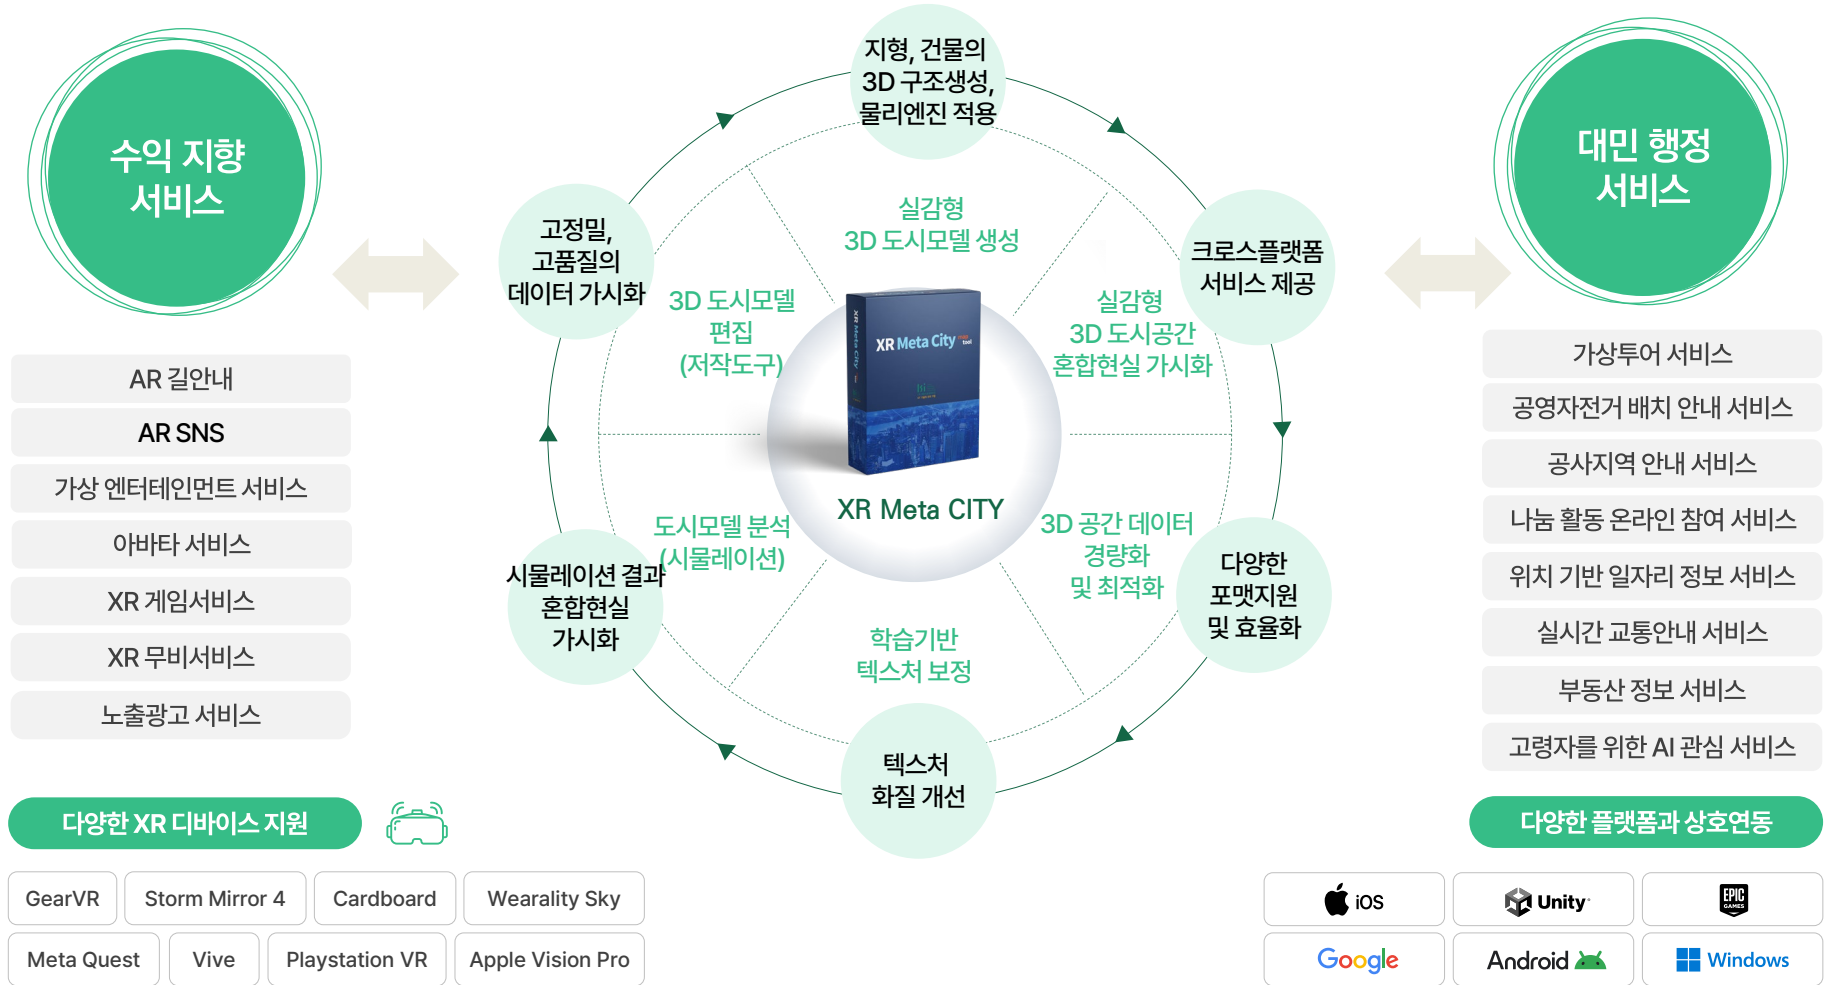 수익 지향
서비스
AR 길안내
AR SNS
가상 엔터테인먼트 서비스
아바타 서비스
XR 게임서비스
XR 무비서비스
노출광고 서비스
다양한 XR 디바이스 지원
GearVR
Storm Mirror 4
Cardboard
Wearality Sky
Meta Quest
Vive
Playstation VR
Apple Vision Pro
지형, 건물의
3D 구조생성,
물리엔진 적용
크로스플랫폼
서비스 제공
다양한
포맷지원
및 효율화
텍스처
화질 개선
시뮬레이션 결과
혼합현실
가시화
고정밀,
고품질의
데이터 가시화
실감형
3D 도시모델 생성
실감형
3D 도시공간
혼합현실 가시화
3D 공간 데이터
경량화
및 최적화
학습기반
텍스처 보정
도시모델 분석
(시뮬레이션)
3D 도시모델
편집
(저작도구)
XR Meta City
XR Meta City
tool
XR Meta CITY
대민 행정
서비스
가상투어 서비스
공영자전거 배치 안내 서비스
공사지역 안내 서비스
나눔 활동 온라인 참여 서비스
위치 기반 일자리 정보 서비스
실시간 교통안내 서비스
부동산 정보 서비스
고령자를 위한 AI 관심 서비스
다양한 플랫폼과 상호연동
iOS
Unity
EPIC
GAMES
Google
Android
Windows